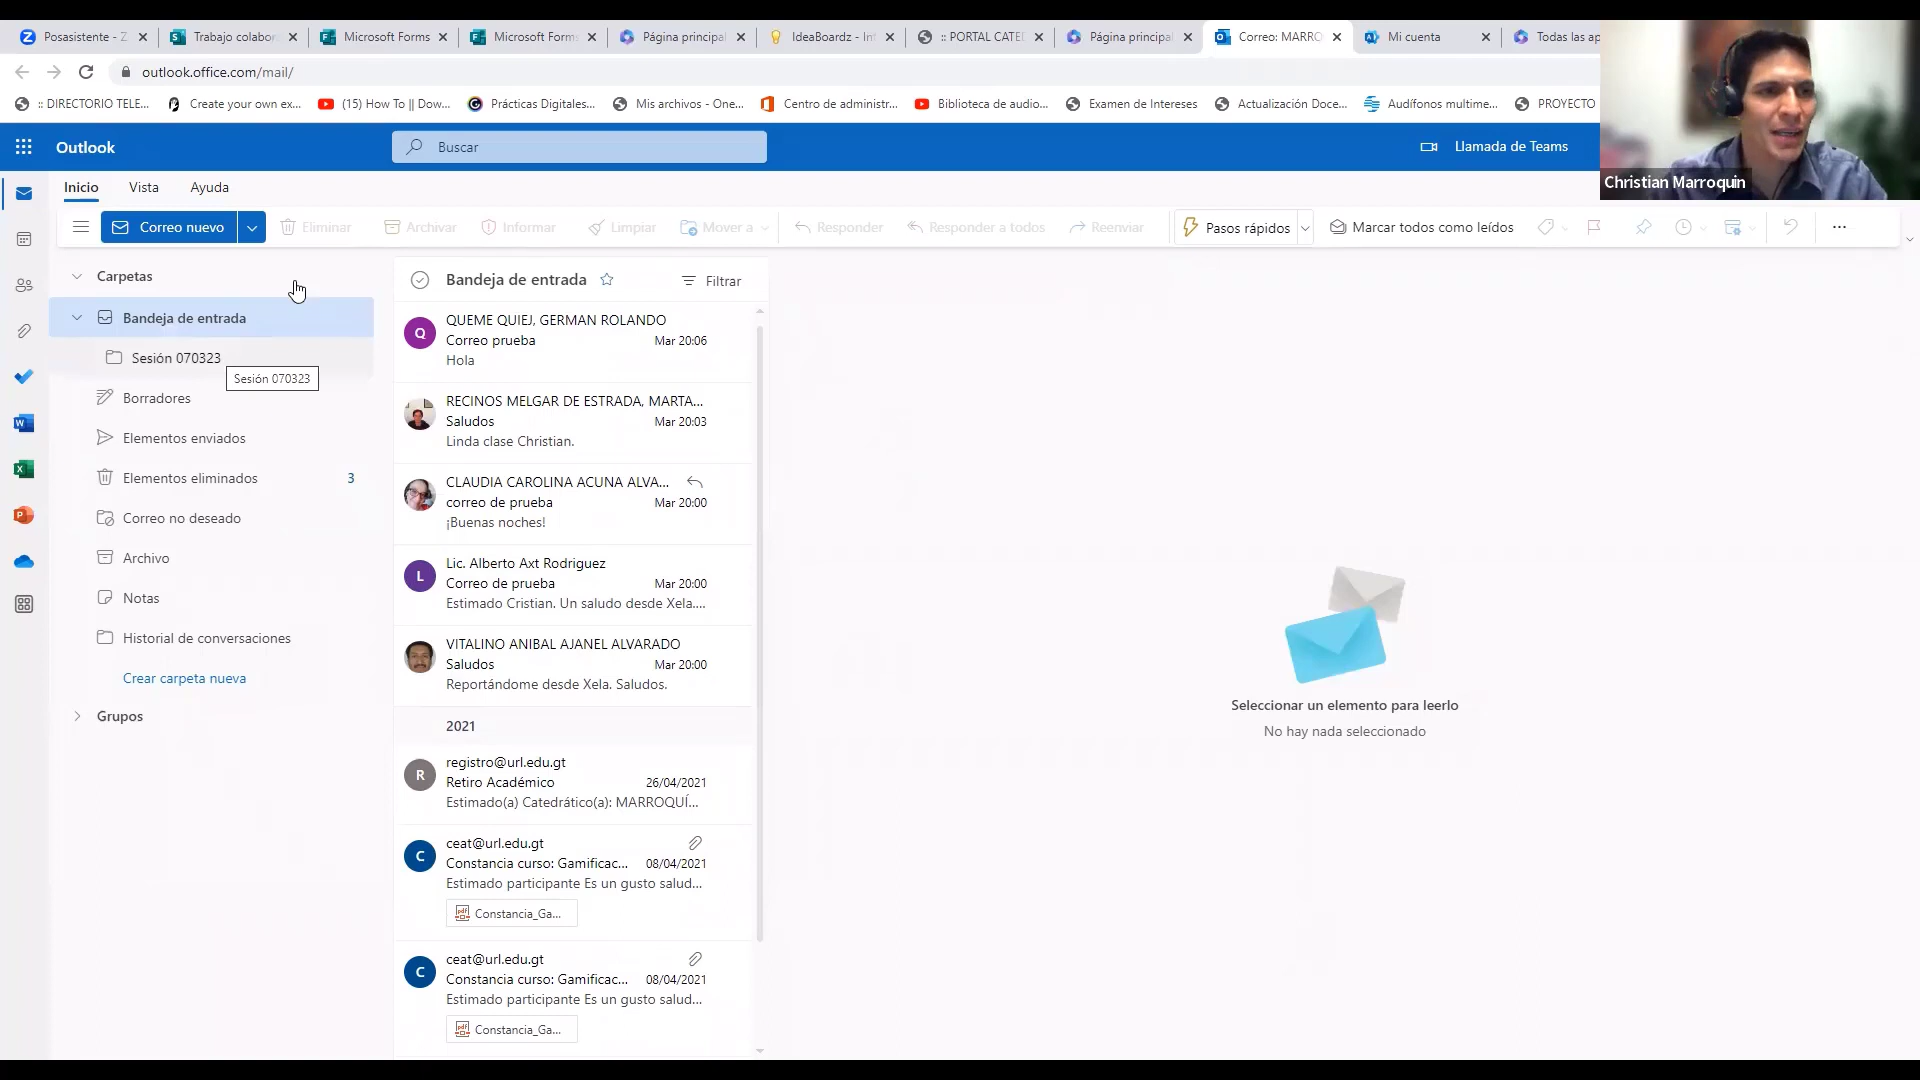 Posasistente - Z
Trabajo colabor
Microsoft Forms
Microsoft Forms
Página principal
IdeaBoardz - In
:: PORTAL CATED
Página principal
Correo: MARRO
Mi cuenta
Todas las ap
outlook.office.com/mail/
:: DIRECTORIO TELE...
Create your own ex...
(15) How To || Dow...
Prácticas Digitales...
Mis archivos - One...
Centro de administr...
Biblioteca de audio...
Examen de Intereses
Actualización Doce...
Audífonos multime...
PROYECTO
Outlook
Buscar
Llamada de Teams
Christian Marroquin
Inicio
Vista
Ayuda
Correo nuevo
Eliminar
Archivar
Informar
Limpiar
Mover a
Responder
Responder a todos
Reenviar
Pasos rápidos
Marcar todos como leídos
Carpetas
Bandeja de entrada
Sesión 070323
Sesión 070323
Borradores
Elementos enviados
Elementos eliminados 3
Correo no deseado
Archivo
Notas
Historial de conversaciones
Crear carpeta nueva
Grupos
Bandeja de entrada
Filtrar
Q
QUEME QUIEJ, GERMAN ROLANDO
Correo prueba Mar 20:06
Hola
RECINOS MELGAR DE ESTRADA, MARTA...
Saludos Mar 20:03
Linda clase Christian.
CLAUDIA CAROLINA ACUNA ALVA...
correo de prueba Mar 20:00
¡Buenas noches!
L
Lic. Alberto Axt Rodriguez
Correo de prueba Mar 20:00
Estimado Cristian. Un saludo desde Xela....
VITALINO ANIBAL AJANEL ALVARADO
Saludos Mar 20:00
Reportándome desde Xela. Saludos.
2021
R
registro@url.edu.gt
Retiro Académico 26/04/2021
Estimado(a) Catedrático(a): MARROQUÍ...
C
ceat@url.edu.gt
Constancia curso: Gamificac... 08/04/2021
Estimado participante Es un gusto salud...
Constancia_Ga...
C
ceat@url.edu.gt
Constancia curso: Gamificac... 08/04/2021
Estimado participante Es un gusto salud...
Constancia_Ga...
Seleccionar un elemento para leerlo
No hay nada seleccionado